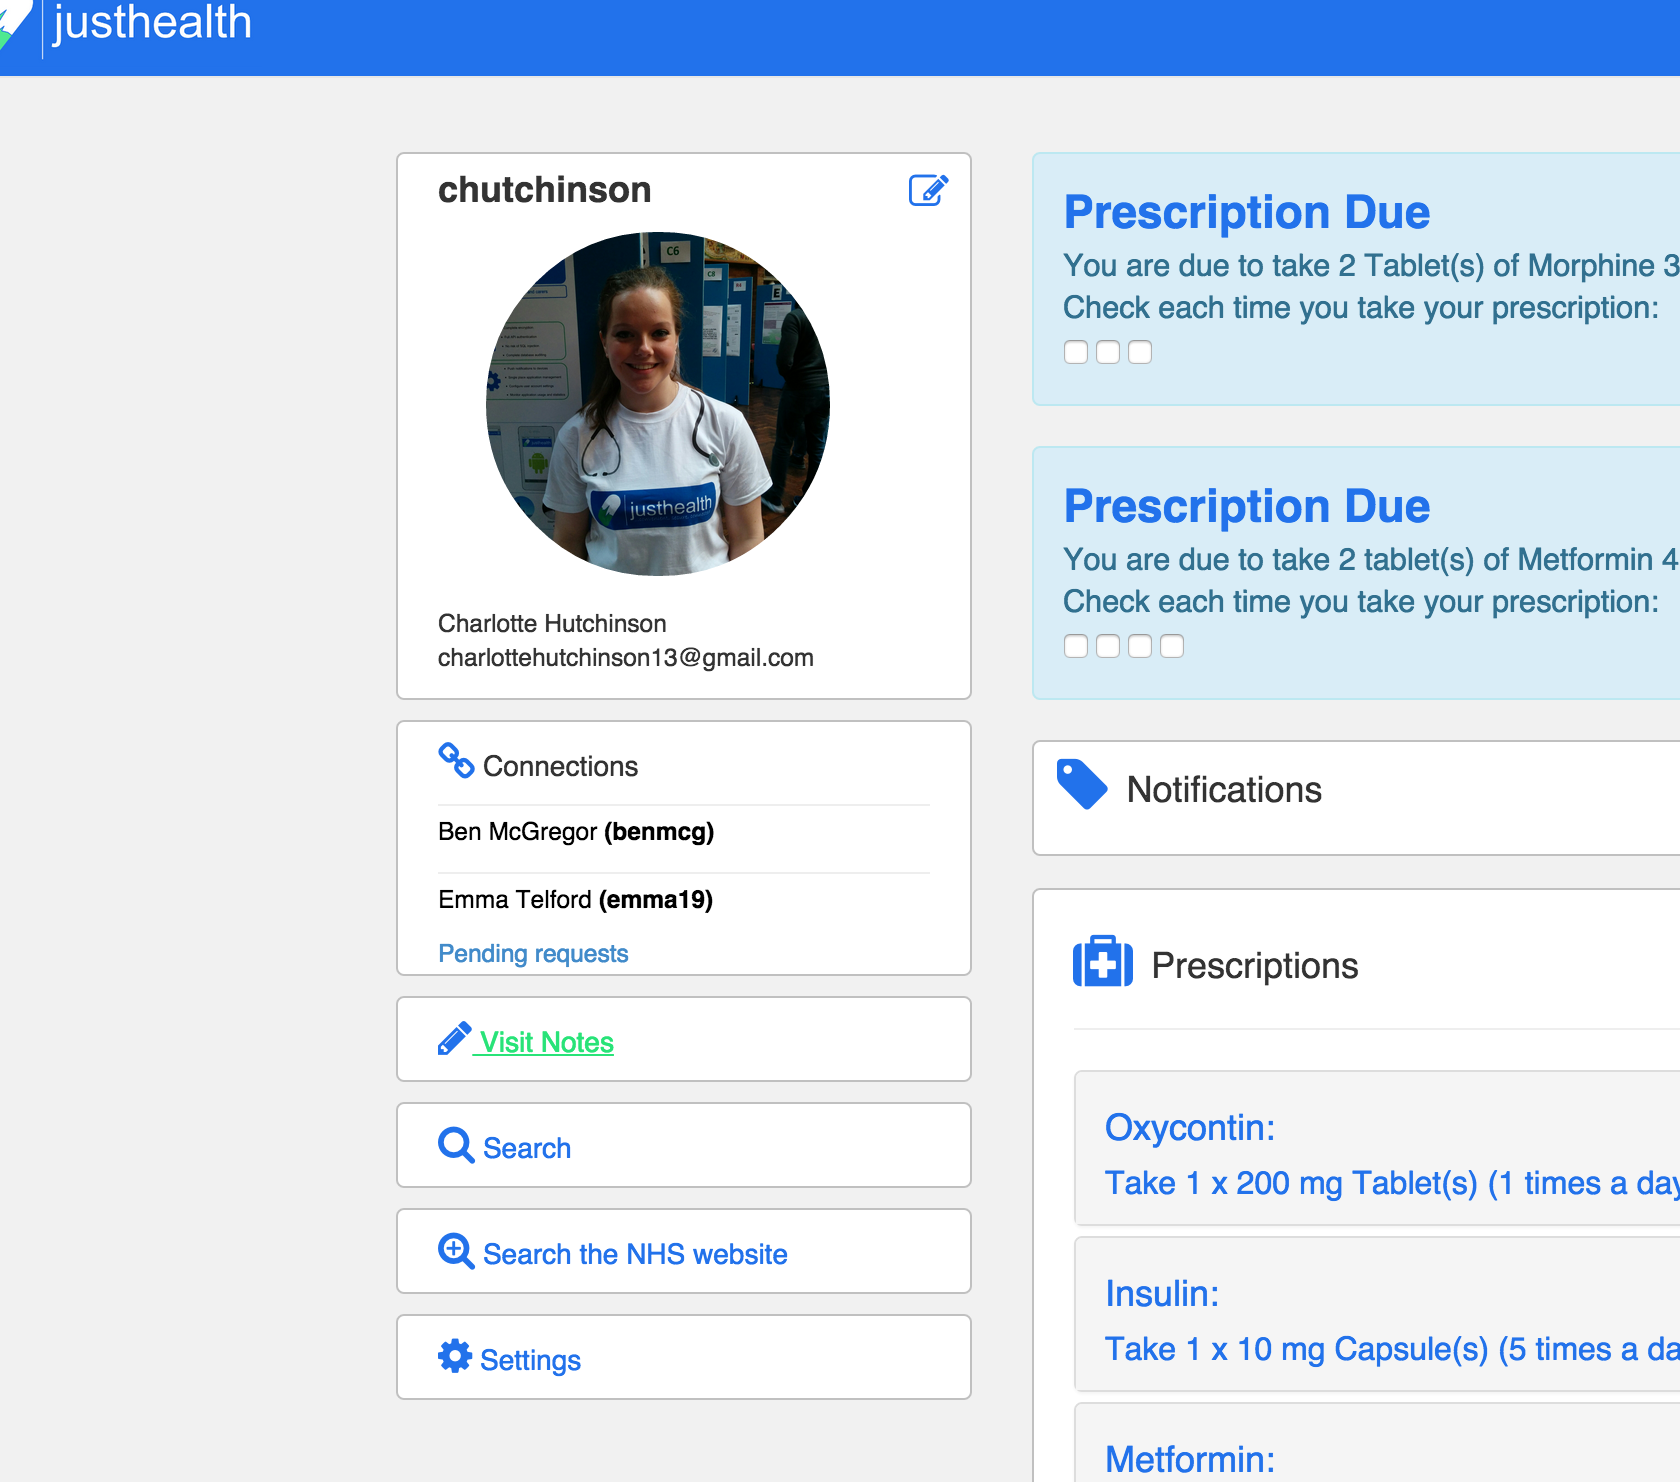 justhealth
chutchinson
C6
C8
E
justhealth
Charlotte Hutchinson
charlottehutchinson13@gmail.com
Connections
Ben McGregor (benmcg)
Emma Telford (emma19)
Pending requests
Visit Notes
Search
Search the NHS website
Settings
Prescription Due
You are due to take 2 Tablet(s) of Morphine 3
Check each time you take your prescription:
Prescription Due
You are due to take 2 tablet(s) of Metformin 4
Check each time you take your prescription:
Notifications
Prescriptions
Oxycontin:
Take 1 x 200 mg Tablet(s) (1 times a day
Insulin:
Take 1 x 10 mg Capsule(s) (5 times a da
Metformin: